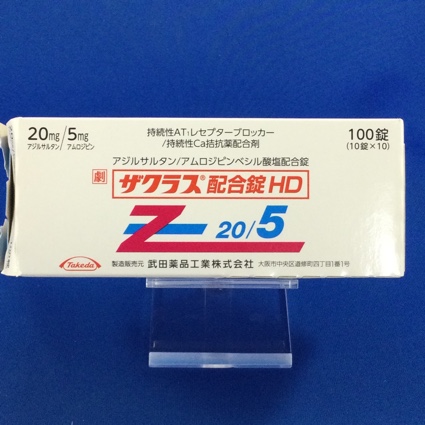 20mg/5mg
アジルサルタン アムロジピン
持続性AT₁レセプターブロッカー
/持続性Ca拮抗薬配合剤
100錠
(10錠×10)
アジルサルタン/アムロジピンベシル酸塩配合錠
劇 ザクラス®配合錠HD
Z 20/5
Takeda
製造販売元 武田薬品工業株式会社 大阪市中央区道修町四丁目1番1号